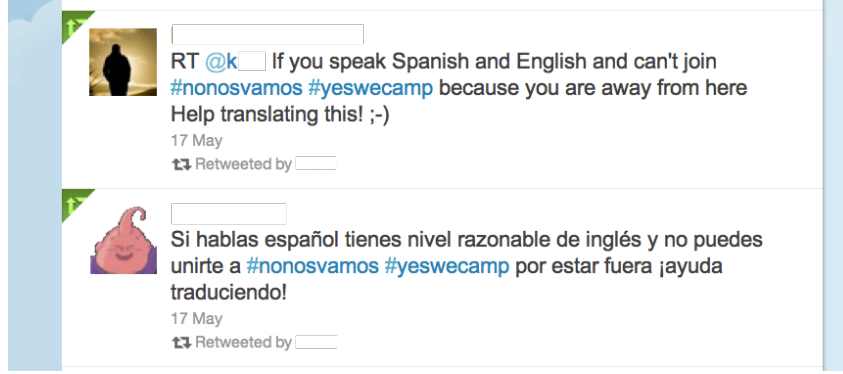 RT @k If you speak Spanish and English and can't join
#nonosvamos #yeswecamp because you are away from here
Help translating this! ;-)
17 May
Retweeted by
Si hablas español tienes nivel razonable de inglés y no puedes
unirte a #nonosvamos #yeswecamp por estar fuera ¡ayuda
traduciendo!
17 May
Retweeted by